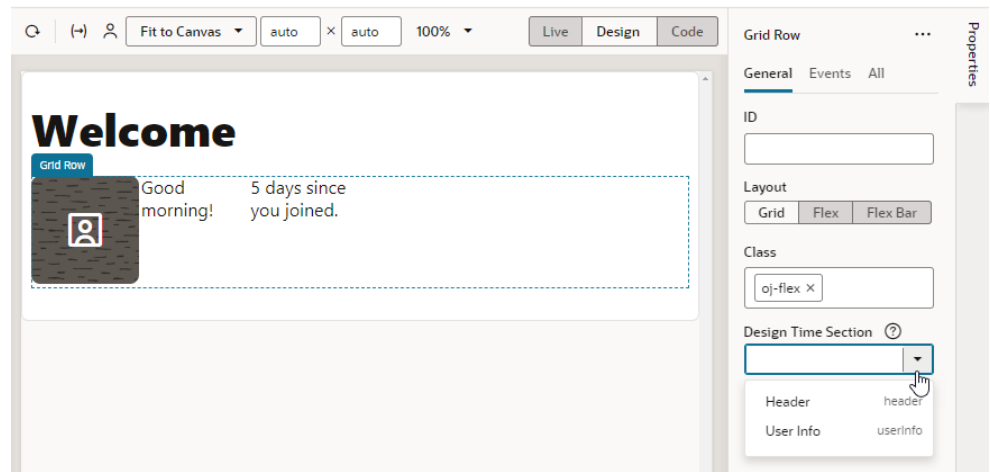 Fit to Canvas auto × auto 100% Live Design Code
Welcome
Grid Row
Good morning!
5 days since you joined.
Grid Row
General Events All
ID
Layout
Grid Flex Flex Bar
Class
oj-flex ×
Design Time Section ?
Header header
User Info userInfo
Properties